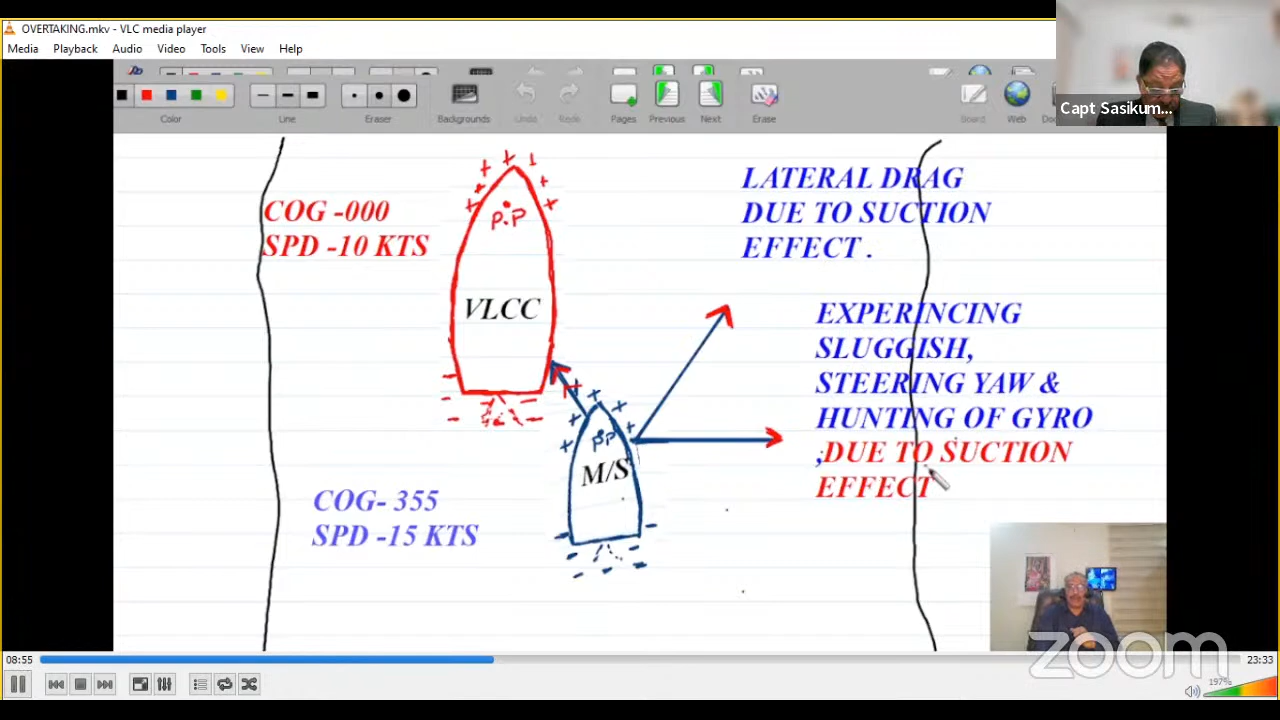 OVERTAKING.mkv - VLC media player
Media Playback Audio Video Tools View Help
Capt Sasikum...
Color Line Eraser Backgrounds Undo Redo Pages Previous Next Erase Board Web
COG -000
SPD -10 KTS
P.P
VLCC
LATERAL DRAG
DUE TO SUCTION
EFFECT .
EXPERINCING
SLUGGISH,
STEERING YAW &
HUNTING OF GYRO
,DUE TO SUCTION
EFFECT
PP
M/S
COG- 355
SPD -15 KTS
zoom
08:55
23:33
197%